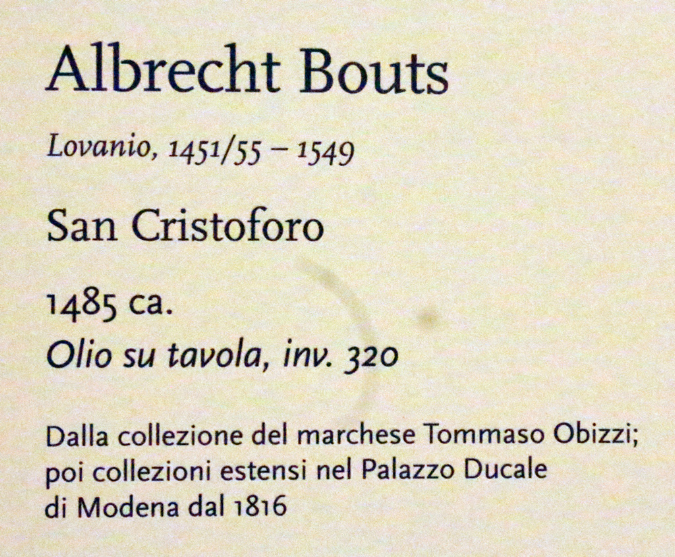 Albrecht Bouts
Lovanio, 1451/55 – 1549
San Cristoforo
1485 ca.
Olio su tavola, inv. 320
Dalla collezione del marchese Tommaso Obizzi;
poi collezioni estensi nel Palazzo Ducale
di Modena dal 1816